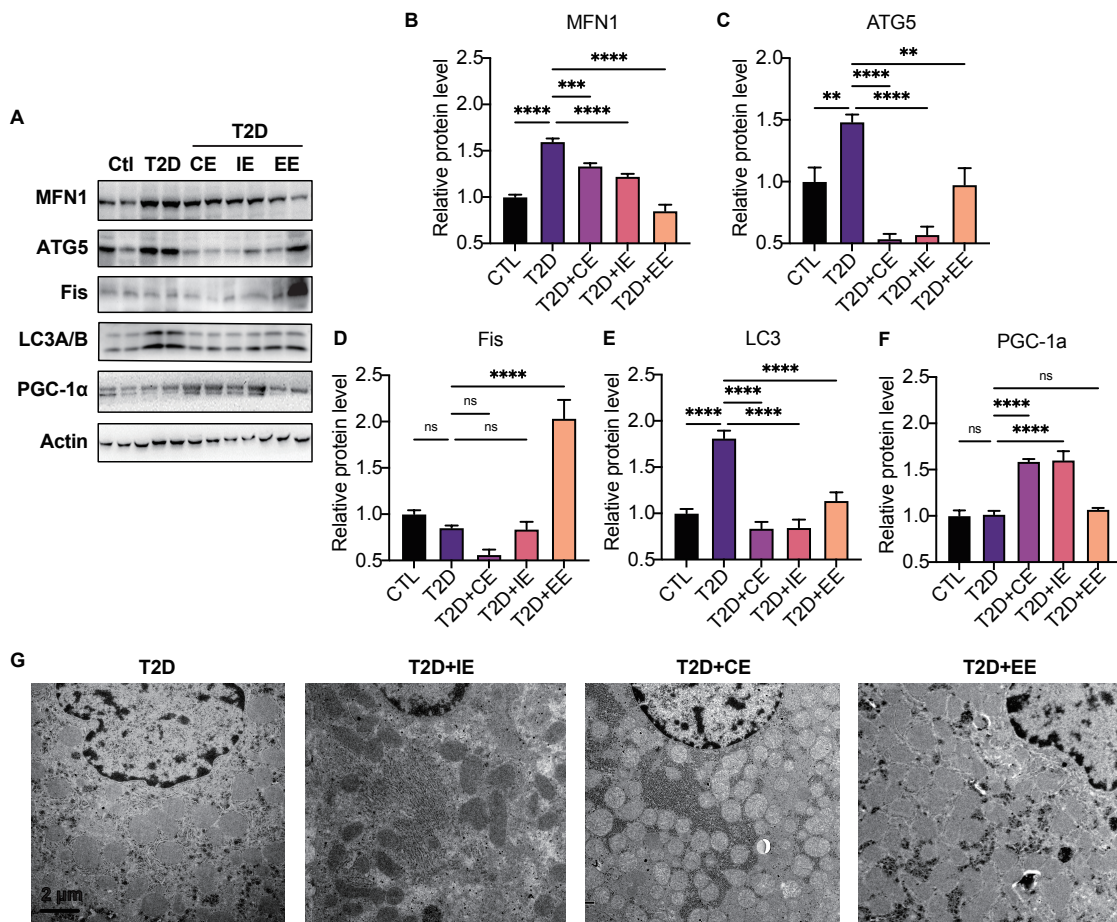 A
T2D
Ctl T2D CE IE EE
MFN1
ATG5
Fis
LC3A/B
PGC-1α
Actin
B
MFN1
Relative protein level
2.0
1.5
1.0
0.5
****
***
**** ****
CTL
T2D
T2D+CE
T2D+IE
T2D+EE
C
ATG5
Relative protein level
2.0
1.5
1.0
0.5
**
****
** ****
CTL
T2D
T2D+CE
T2D+IE
T2D+EE
D
Fis
Relative protein level
2.5
2.0
1.5
1.0
0.5
****
ns
ns ns
CTL
T2D
T2D+CE
T2D+IE
T2D+EE
E
LC3
Relative protein level
2.5
2.0
1.5
1.0
0.5
****
****
**** ****
CTL
T2D
T2D+CE
T2D+IE
T2D+EE
F
PGC-1a
Relative protein level
2.5
2.0
1.5
1.0
0.5
ns
****
ns ****
CTL
T2D
T2D+CE
T2D+IE
T2D+EE
G
T2D T2D+IE T2D+CE T2D+EE
2 μm